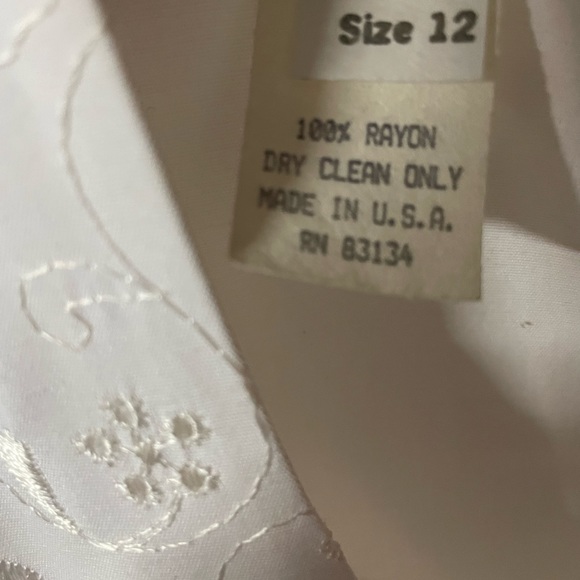 Size 12
100% RAYON
DRY CLEAN ONLY
MADE IN U.S.A.
RN 83134